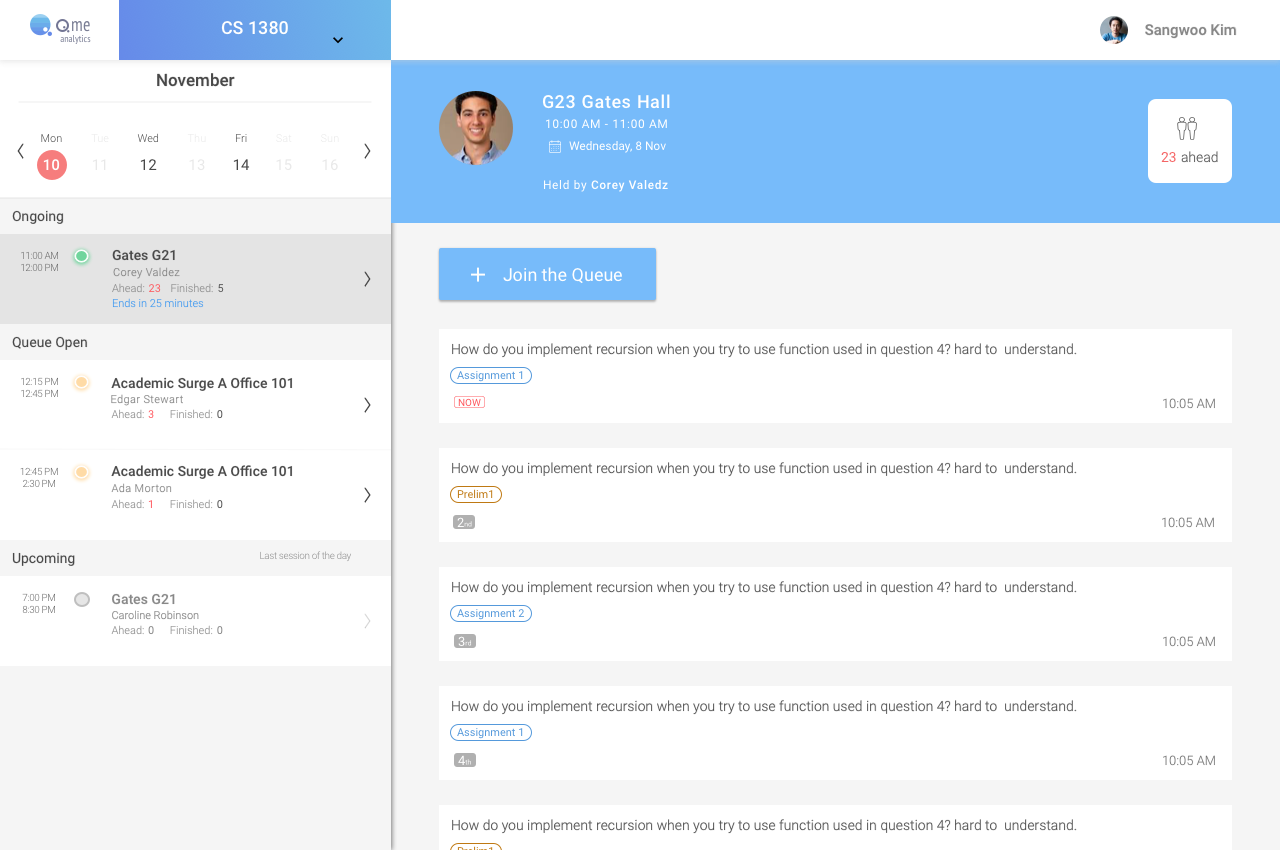 Qme
analytics
CS 1380
Sangwoo Kim
November
Mon Tue Wed Thu Fri Sat Sun
10 11 12 13 14 15 16
Ongoing
11:00 AM
12:00 PM
Gates G21
Corey Valdez
Ahead: 23 Finished: 5
Ends in 25 minutes
Queue Open
12:15 PM
12:45 PM
Academic Surge A Office 101
Edgar Stewart
Ahead: 3 Finished: 0
12:45 PM
2:30 PM
Academic Surge A Office 101
Ada Morton
Ahead: 1 Finished: 0
Upcoming
Last session of the day
7:00 PM
8:30 PM
Gates G21
Caroline Robinson
Ahead: 0 Finished: 0
G23 Gates Hall
10:00 AM - 11:00 AM
Wednesday, 8 Nov
Held by Corey Valedz
23 ahead
+ Join the Queue
How do you implement recursion when you try to use function used in question 4? hard to understand.
Assignment 1
NOW
10:05 AM
How do you implement recursion when you try to use function used in question 4? hard to understand.
Prelim1
2nd
10:05 AM
How do you implement recursion when you try to use function used in question 4? hard to understand.
Assignment 2
3rd
10:05 AM
How do you implement recursion when you try to use function used in question 4? hard to understand.
Assignment 1
4th
10:05 AM
How do you implement recursion when you try to use function used in question 4? hard to understand.
Prelim1